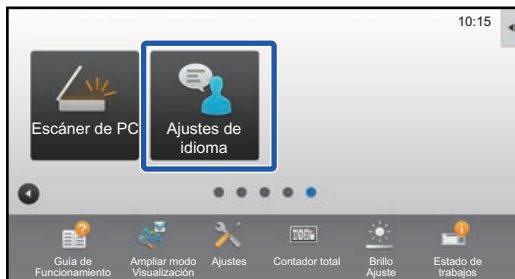 10:15
Escáner de PC
Ajustes de
idioma
Guía de
Funcionamiento
Ampliar modo
Visualización
Ajustes
Contador total
Brillo
Ajuste
Estado de
trabajos